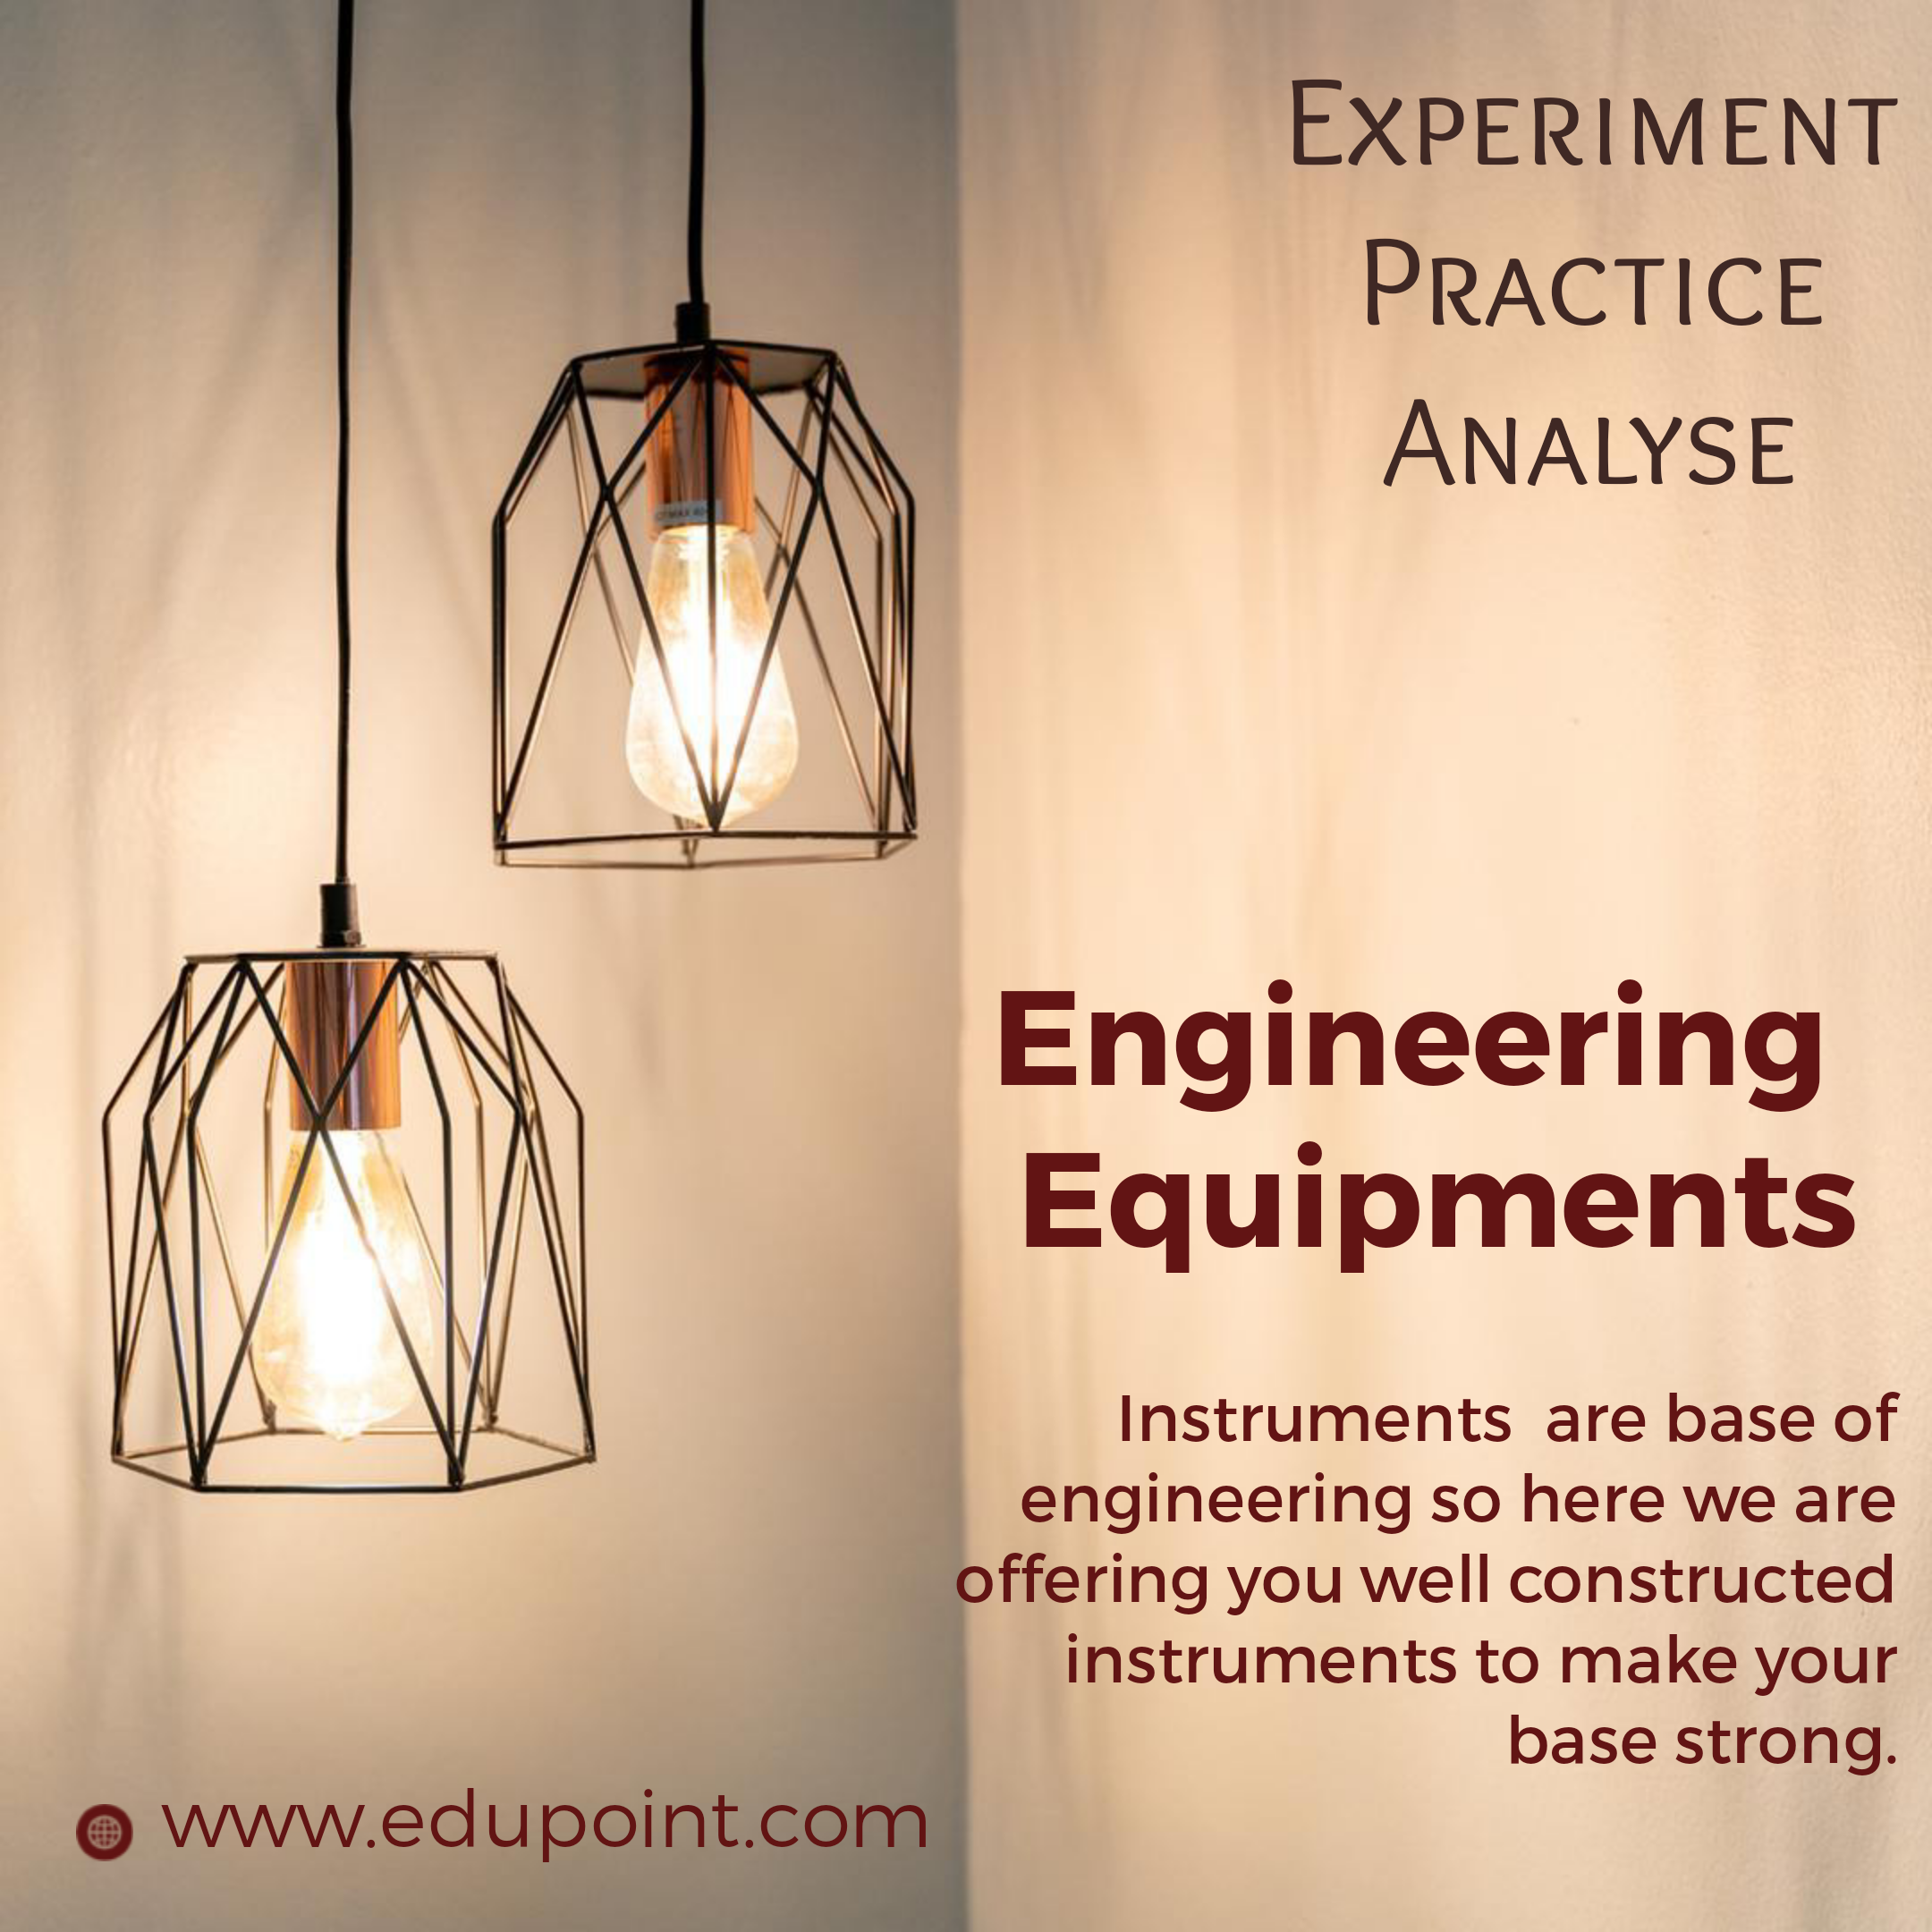 Experiment
Practice
Analyse
Engineering
Equipments
Instruments are base of
engineering so here we are
offering you well constructed
instruments to make your
base strong.
www.edupoint.com